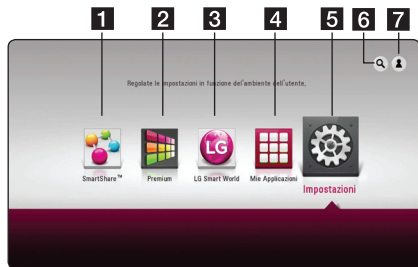 1 2 3 4 5 6 7
Regolate le impostazioni in funzione dell'ambiente dell'utente.
LG
SmartShare™ Premium LG Smart World Mie Applicazioni
Impostazioni